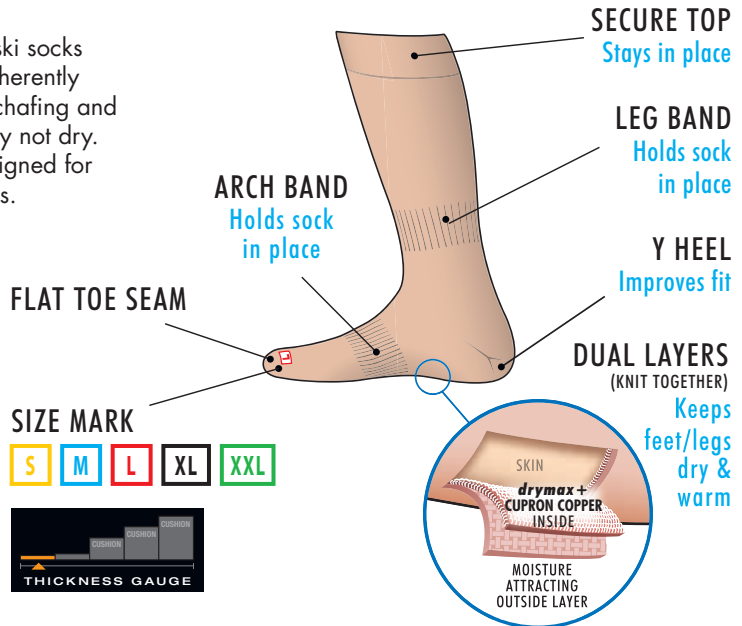 ski socks
herently
chafing and
y not dry.
igned for
s.
SECURE TOP
Stays in place
LEG BAND
Holds sock
in place
ARCH BAND
Holds sock
in place
Y HEEL
Improves fit
FLAT TOE SEAM
DUAL LAYERS
(KNIT TOGETHER)
Keeps
feet/legs
dry &
warm
SIZE MARK
S M L XL XXL
L
SKIN
drymax+
CUPRON COPPER
INSIDE
MOISTURE
ATTRACTING
OUTSIDE LAYER
CUSHION
CUSHION
CUSHION
THICKNESS GAUGE